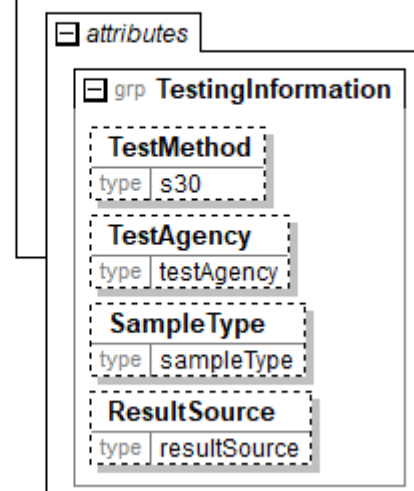 attributes
grp TestingInformation
TestMethod
type s30
TestAgency
type testAgency
SampleType
type sampleType
ResultSource
type resultSource